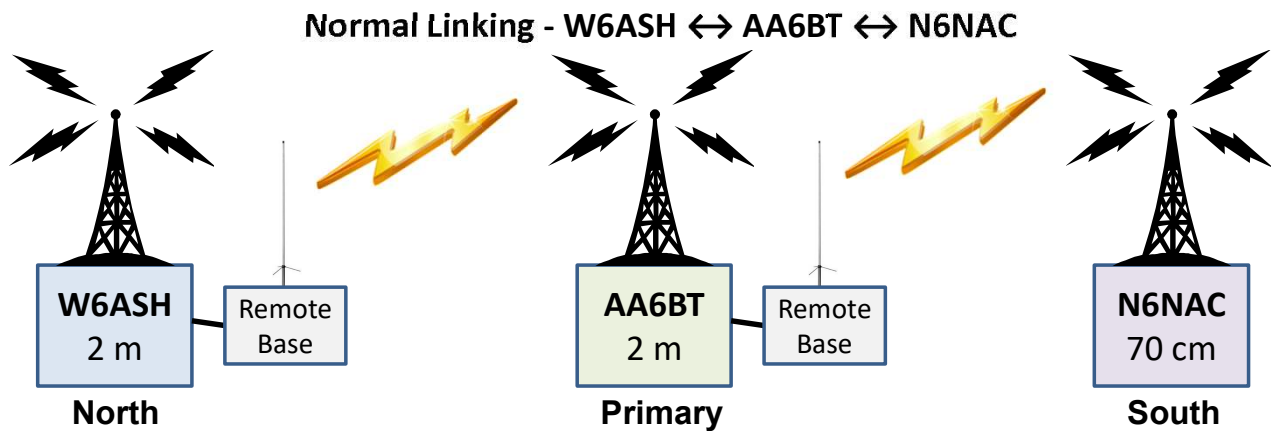 Normal Linking - W6ASH ↔ AA6BT ↔ N6NAC
W6ASH
2 m
Remote
Base
AA6BT
2 m
Remote
Base
N6NAC
70 cm
North
Primary
South